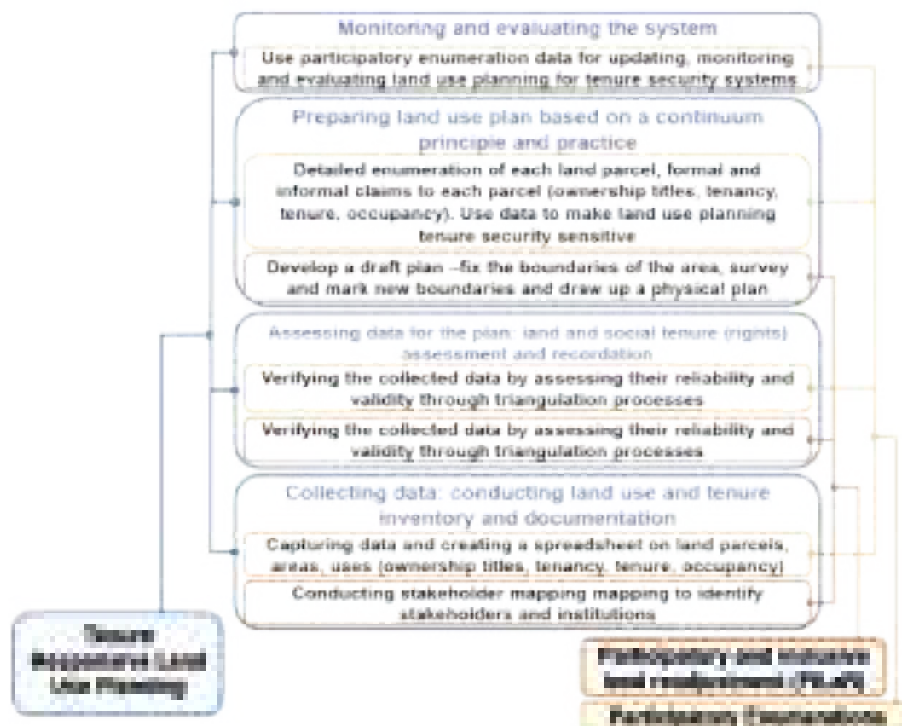 Monitoring and evaluating the system
Use participatory enumeration data for updating, monitoring
and evaluating land use planning for tenure security systems
Preparing land use plan based on a continuum
principle and practice
Detailed enumeration of each land parcel, formal and
informal claims to each parcel (ownership titles, tenancy,
tenure, occupancy). Use data to make land use planning
tenure security sensitive
Develop a draft plan –fix the boundaries of the area, survey
and mark new boundaries and draw up a physical plan
Assessing data for the plan: land and social tenure (rights)
assessment and recordation
Verifying the collected data by assessing their reliability and
validity through triangulation processes
Verifying the collected data by assessing their reliability and
validity through triangulation processes
Collecting data: conducting land use and tenure
inventory and documentation
Capturing data and creating a spreadsheet on land parcels,
areas, uses (ownership titles, tenancy, tenure, occupancy)
Conducting stakeholder mapping mapping to identify
stakeholders and institutions
Tenure
Responsive Land
Use Planning
Participatory and inclusive
land readjustment (PILaR)
Participatory Enumerations